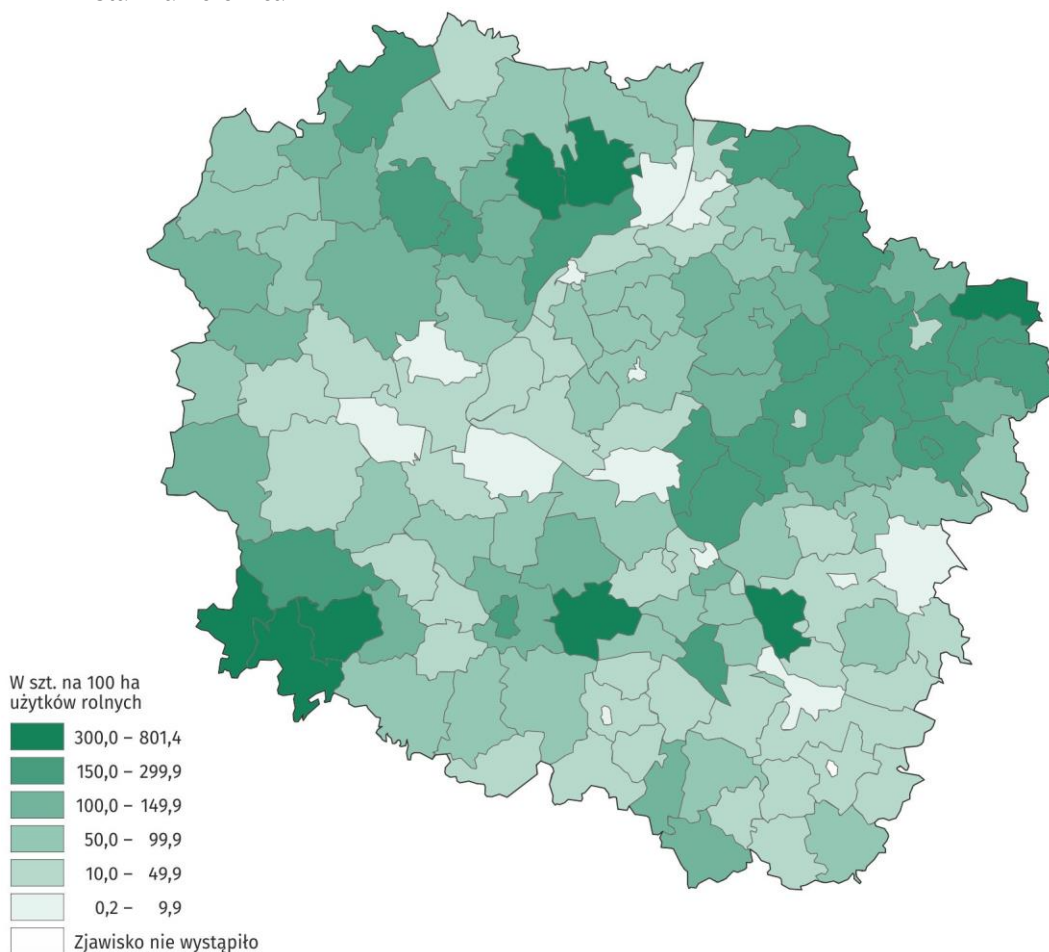 W szt. na 100 ha
użytków rolnych
300,0 – 801,4
150,0 – 299,9
100,0 – 149,9
50,0 – 99,9
10,0 – 49,9
0,2 – 9,9
Zjawisko nie wystąpiło